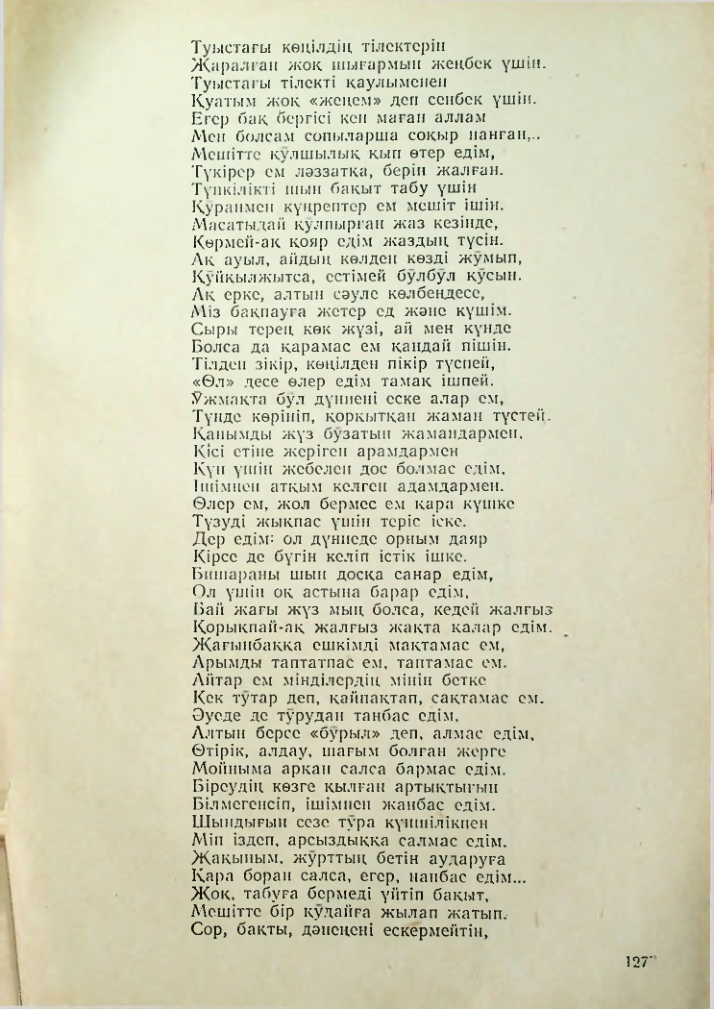 Туыстағы көңілдің тілектерін
Жаралған жоқ шығармын жеңбек үшін.
Туыстағы тілекті қаулыменен
Қуатым жоқ «жеңем» деп сенбек үшін.
Егер бақ бергісі кеп маған аллам
Мен болсам сопыларша соқыр нанған,..
Мешітте құлшылық қып өтер едім,
Түкірер ем ләззатқа, беріп жалған.
Түпкілікті шын бақыт табу үшін
Құранмен күңрентер ем мешіт ішін.
Масатыдай құлпырған жаз кезінде,
Көрмей-ақ қояр едім жаздың түсін.
Ақ ауыл, айдың көлден көзді жұмып,
Құйқылжытса, естімей бұлбұл құсын.
Ақ ерке, алтын сәуле көлбеңдесе,
Міз бақпауға жетер ед және күшім.
Сыры терең көк жүзі, ай мен күнде
Болса да қарамас ем қандай пішін.
Тілден зікір, көңілден пікір түспей,
«Өл» десе өлер едім тамақ ішпей.
Ұжмақта бұл дүниені еске алар ем,
Түнде көрініп, қорқытқан жаман түстей.
Қанымды жүз бұзатын жамандармен,
Кісі етіне жеріген арамдармен
Күн үшін жебелеп дос болмас едім,
Ішімнен атқым келген адамдармен.
Өлер ем, жол бермес ем қара күшке
Түзуді жықпас үшін теріс іске.
Дер едім: ол дүниеде орным даяр
Кірсе де бүгін келіп істік ішке.
Бишараны шын досқа санар едім,
Ол үшін оқ астына барар едім,
Бай жағы жүз мың болса, кедей жалғыз
Қорықпай-ақ жалғыз жақта қалар едім.
Жағынбаққа ешкімді мақтамас ем,
Арымды таптатпас ем, таптамас ем.
Айтар ем мінділердің мінін бетке
Кек тұтар деп, қайпақтап, сақтамас ем.
Әуеде де тұрудан танбас едім,
Алтын берсе «бұрыл» деп, алмас едім,
Өтірік, алдау, шағым болған жерге
Мойныма арқан салса бармас едім.
Біреудің көзге қылған артықтығын
Білмегенсіп, ішімнен жанбас едім.
Шындығын сезе тұра күншілікпен
Мін іздеп, арсыздыққа салмас едім.
Жақыным, жұрттың бетін аударуға
Қара боран салса, егер, нанбас едім...
Жоқ, табуға бермеді үйтіп бақыт,
Мешітте бір құдайға жылап жатып.
Сор, бақты, дәнеңені ескермейтін,
127